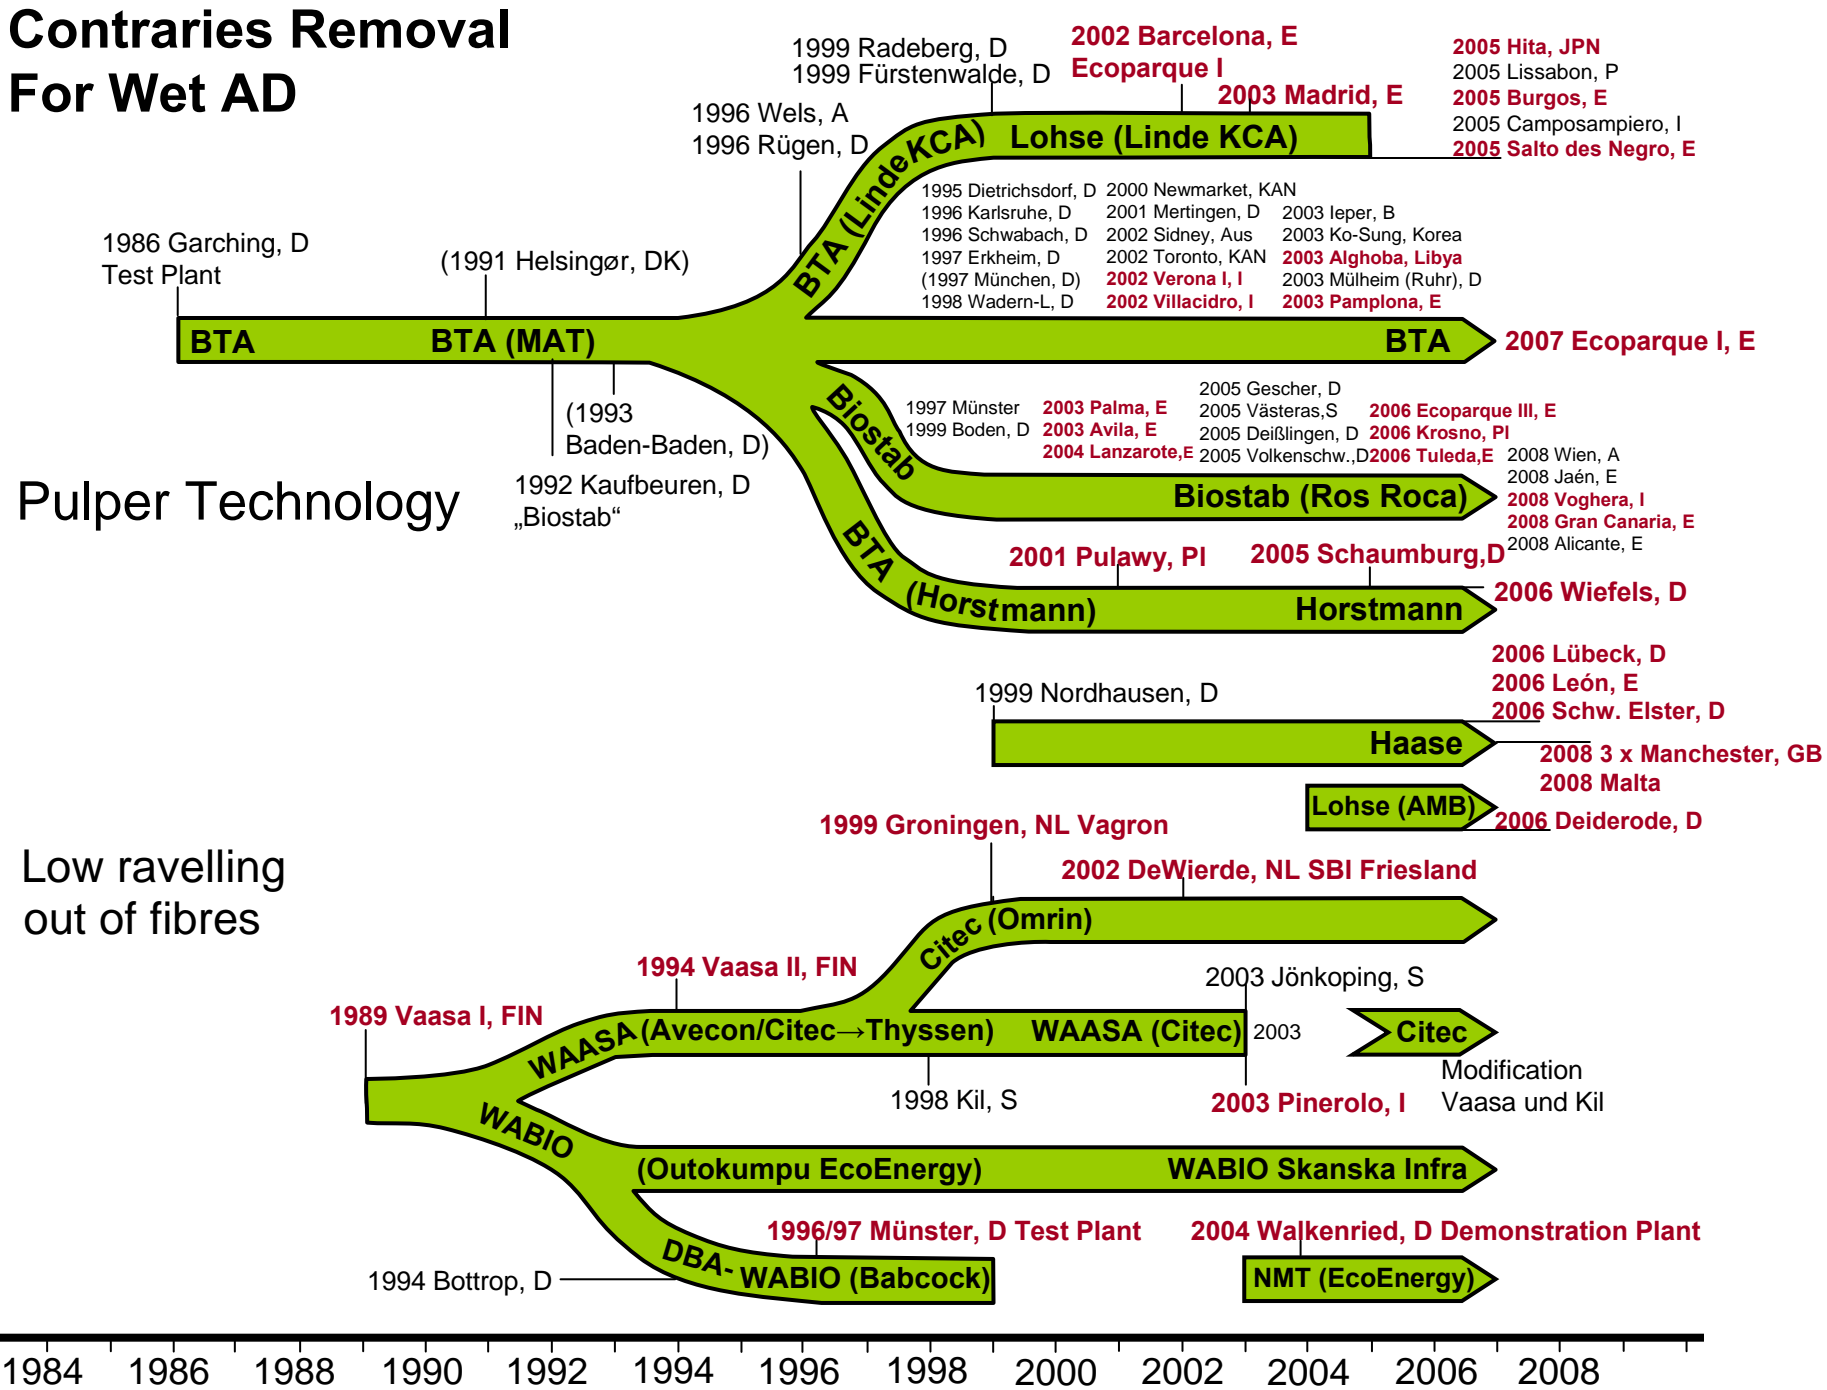 Contraries Removal
For Wet AD
1999 Radeberg, D
1999 Fürstenwalde, D
2002 Barcelona, E
Ecoparque I
2003 Madrid, E
2005 Hita, JPN
2005 Lissabon, P
2005 Burgos, E
2005 Camposampiero, I
2005 Salto des Negro, E
1996 Wels, A
1996 Rügen, D
BTA (Linde KCA)
Lohse (Linde KCA)
1995 Dietrichsdorf, D
1996 Karlsruhe, D
1996 Schwabach, D
1997 Erkheim, D
(1997 München, D)
1998 Wadern-L, D
2000 Newmarket, KAN
2001 Mertingen, D
2002 Sidney, Aus
2002 Toronto, KAN
2002 Verona I, I
2002 Villacidro, I
2003 Ieper, B
2003 Ko-Sung, Korea
2003 Alghoba, Libya
2003 Mülheim (Ruhr), D
2003 Pamplona, E
1986 Garching, D
Test Plant
(1991 Helsingør, DK)
BTA
BTA (MAT)
BTA
2007 Ecoparque I, E
(1993
Baden-Baden, D)
1992 Kaufbeuren, D
„Biostab“
Pulper Technology
Biostab
1997 Münster
1999 Boden, D
2003 Palma, E
2003 Avila, E
2004 Lanzarote,E
2005 Gescher, D
2005 Västeras,S
2005 Deißlingen, D
2005 Volkenschw.,D
2006 Ecoparque III, E
2006 Krosno, Pl
2006 Tuleda,E
2008 Wien, A
2008 Jaén, E
2008 Voghera, I
2008 Gran Canaria, E
2008 Alicante, E
Biostab (Ros Roca)
BTA (Horstmann)
2001 Pulawy, Pl
2005 Schaumburg,D
Horstmann
2006 Wiefels, D
2006 Lübeck, D
2006 León, E
2006 Schw. Elster, D
1999 Nordhausen, D
Haase
2008 3 x Manchester, GB
2008 Malta
Lohse (AMB)
2006 Deiderode, D
Low ravelling
out of fibres
1999 Groningen, NL Vagron
2002 DeWierde, NL SBI Friesland
Citec (Omrin)
1994 Vaasa II, FIN
1989 Vaasa I, FIN
2003 Jönkoping, S
WAASA (Avecon/Citec→Thyssen)
WAASA (Citec)
2003
Citec
Modification
Vaasa und Kil
1998 Kil, S
2003 Pinerolo, I
WABIO
(Outokumpu EcoEnergy)
WABIO Skanska Infra
1996/97 Münster, D Test Plant
2004 Walkenried, D Demonstration Plant
1994 Bottrop, D
DBA-WABIO (Babcock)
NMT (EcoEnergy)
1984 1986 1988 1990 1992 1994 1996 1998 2000 2002 2004 2006 2008